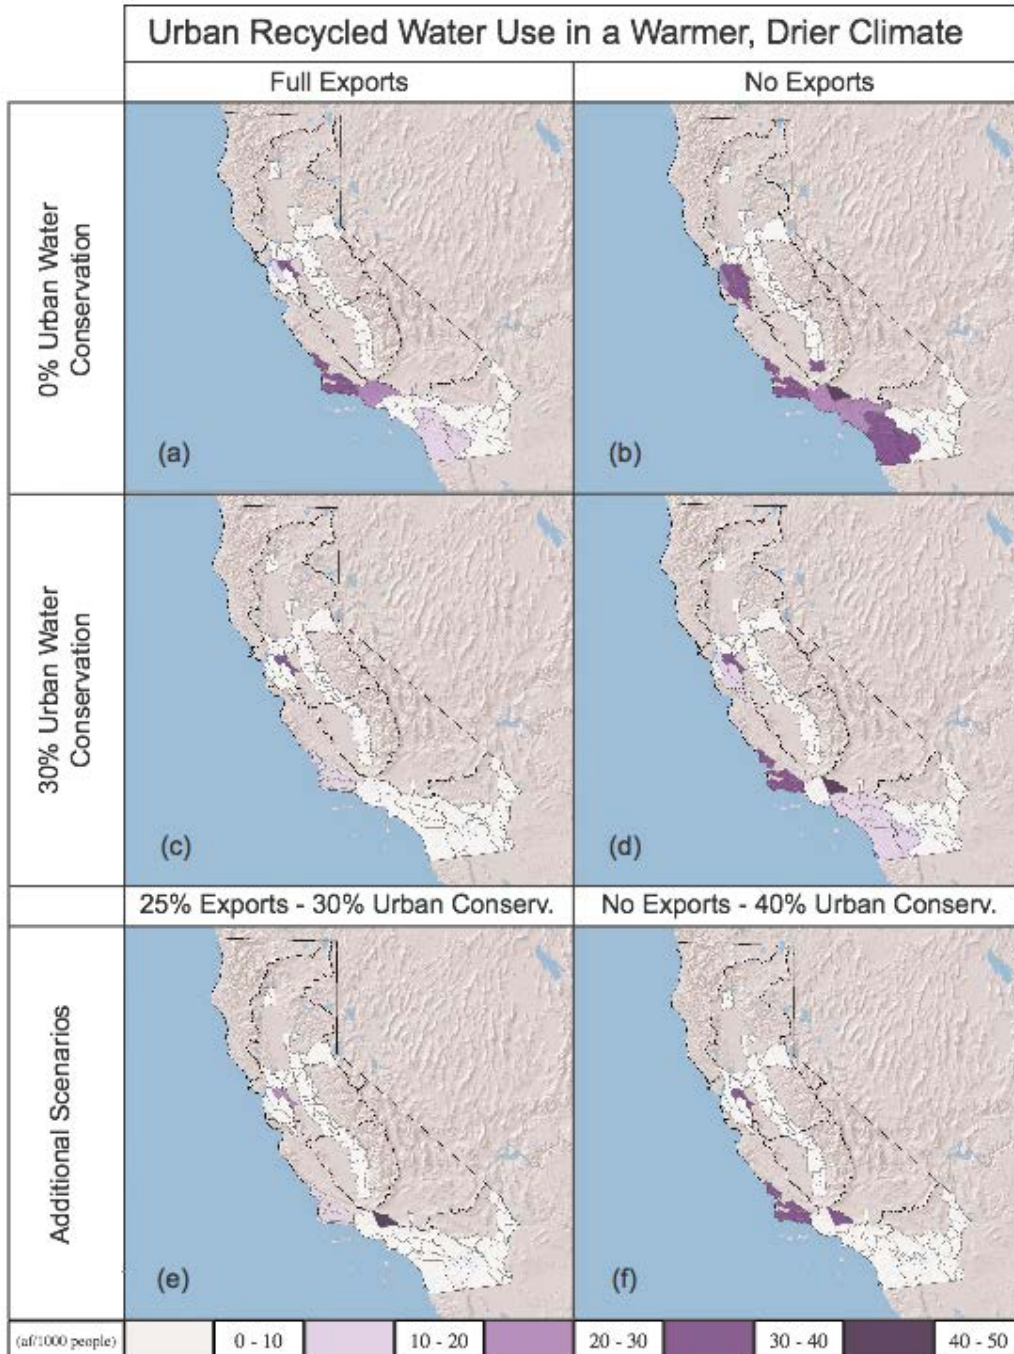 Urban Recycled Water Use in a Warmer, Drier Climate
Full Exports
No Exports
0% Urban Water
Conservation
(a)
(b)
30% Urban Water
Conservation
(c)
(d)
25% Exports - 30% Urban Conserv.
No Exports - 40% Urban Conserv.
Additional Scenarios
(e)
(f)
(af/1000 people) 0 - 10 10 - 20 20 - 30 30 - 40 40 - 50